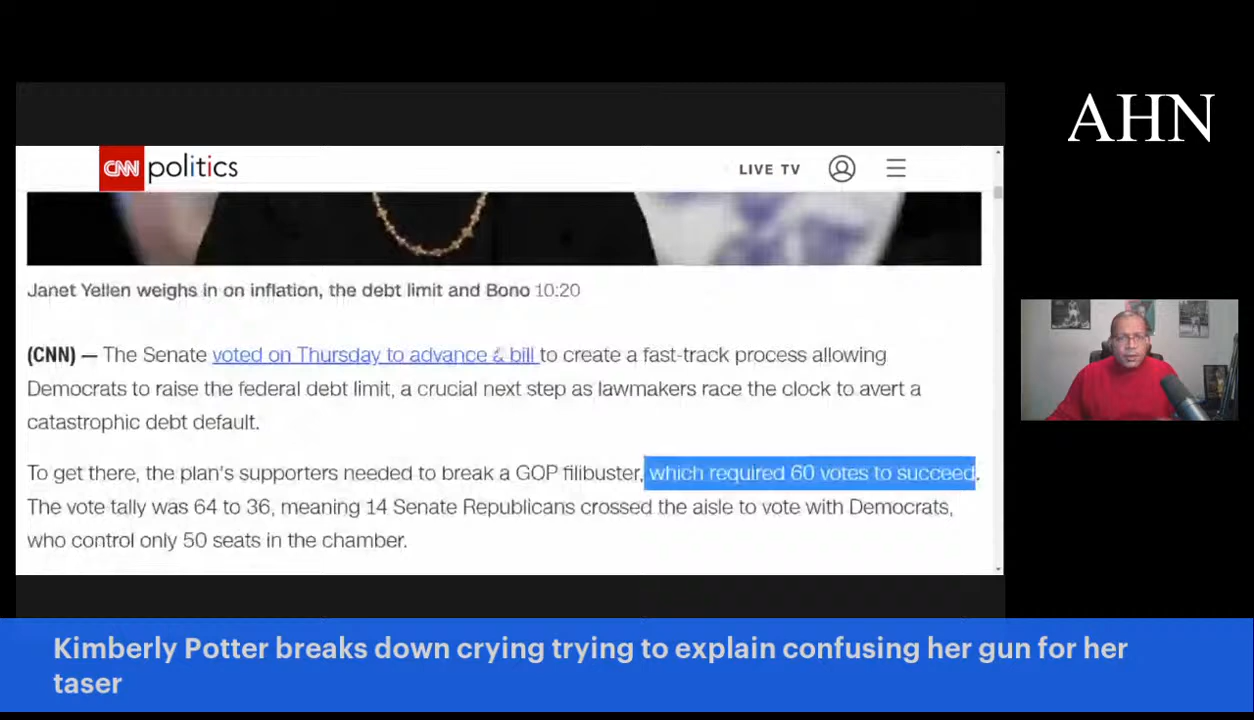 AHN
CNN politics
LIVE TV
Janet Yellen weighs in on inflation, the debt limit and Bono 10:20
(CNN) — The Senate voted on Thursday to advance a bill to create a fast-track process allowing
Democrats to raise the federal debt limit, a crucial next step as lawmakers race the clock to avert a
catastrophic debt default.
To get there, the plan's supporters needed to break a GOP filibuster, which required 60 votes to succeed.
The vote tally was 64 to 36, meaning 14 Senate Republicans crossed the aisle to vote with Democrats,
who control only 50 seats in the chamber.
Kimberly Potter breaks down crying trying to explain confusing her gun for her
taser